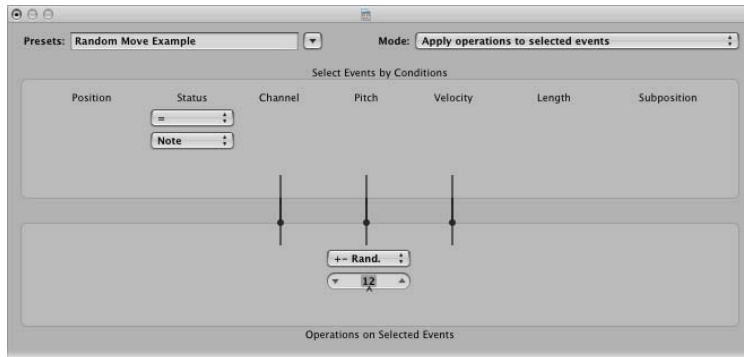 Presets: Random Move Example Mode: Apply operations to selected events
Select Events by Conditions
Position Status Channel Pitch Velocity Length Subposition
=
Note
+- Rand.
12
Operations on Selected Events